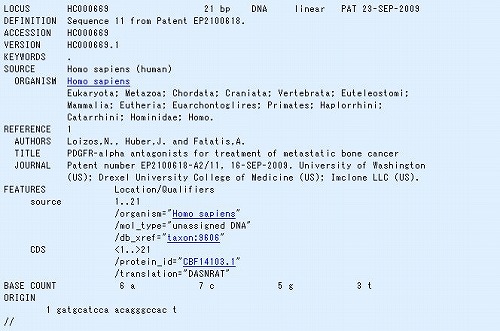 LOCUS HC000669 21 bp DNA linear PAT 23-SEP-2009
DEFINITION Sequence 11 from Patent EP2100618.
ACCESSION HC000669
VERSION HC000669.1
KEYWORDS .
SOURCE Homo sapiens (human)
ORGANISM Homo sapiens
Eukaryota; Metazoa; Chordata; Craniata; Vertebrata; Euteleostomi;
Mammalia; Eutheria; Euarchontoglires; Primates; Haplorrhini;
Catarrhini; Hominidae; Homo.
REFERENCE 1
AUTHORS Loizos,N., Huber,J. and Fatatis,A.
TITLE PDGFR-alpha antagonists for treatment of metastatic bone cancer
JOURNAL Patent number EP2100618-A2/11, 16-SEP-2009. University of Washington
(US); Drexel University College of Medicine (US); Imclone LLC (US).
FEATURES Location/Qualifiers
source 1..21
/organism="Homo sapiens"
/mol_type="unassigned DNA"
/db_xref="taxon:9606"
CDS <1..>21
/protein_id="CBF14103.1"
/translation="DASNRAT"
BASE COUNT 6 a 7 c 5 g 3 t
ORIGIN
1 gatgcatcca acagggccac t
//